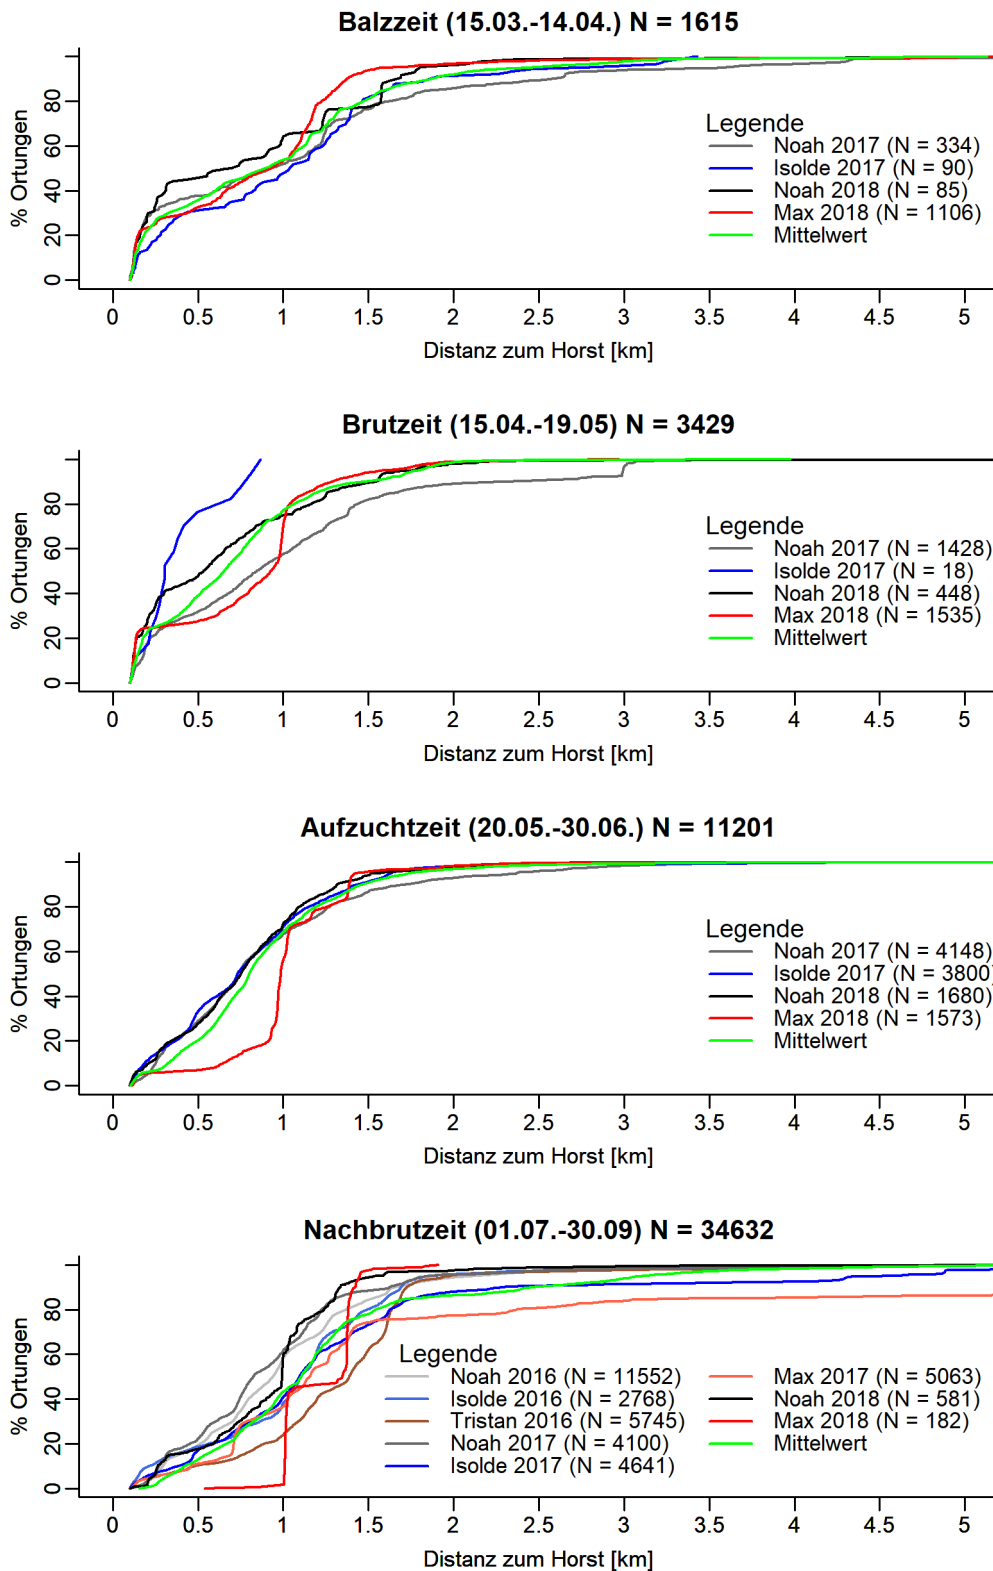 Balzzeit (15.03.-14.04.) N = 1615
% Ortungen
0 20 40 60 80
Legende
Noah 2017 (N = 334)
Isolde 2017 (N = 90)
Noah 2018 (N = 85)
Max 2018 (N = 1106)
Mittelwert
0 0.5 1 1.5 2 2.5 3 3.5 4 4.5 5
Distanz zum Horst [km]
Brutzeit (15.04.-19.05) N = 3429
% Ortungen
0 20 40 60 80
Legende
Noah 2017 (N = 1428)
Isolde 2017 (N = 18)
Noah 2018 (N = 448)
Max 2018 (N = 1535)
Mittelwert
0 0.5 1 1.5 2 2.5 3 3.5 4 4.5 5
Distanz zum Horst [km]
Aufzuchtzeit (20.05.-30.06.) N = 11201
% Ortungen
0 20 40 60 80
Legende
Noah 2017 (N = 4148)
Isolde 2017 (N = 3800)
Noah 2018 (N = 1680)
Max 2018 (N = 1573)
Mittelwert
0 0.5 1 1.5 2 2.5 3 3.5 4 4.5 5
Distanz zum Horst [km]
Nachbrutzeit (01.07.-30.09) N = 34632
% Ortungen
0 20 40 60 80
Legende
Noah 2016 (N = 11552)
Isolde 2016 (N = 2768)
Tristan 2016 (N = 5745)
Noah 2017 (N = 4100)
Isolde 2017 (N = 4641)
Max 2017 (N = 5063)
Noah 2018 (N = 581)
Max 2018 (N = 182)
Mittelwert
0 0.5 1 1.5 2 2.5 3 3.5 4 4.5 5
Distanz zum Horst [km]